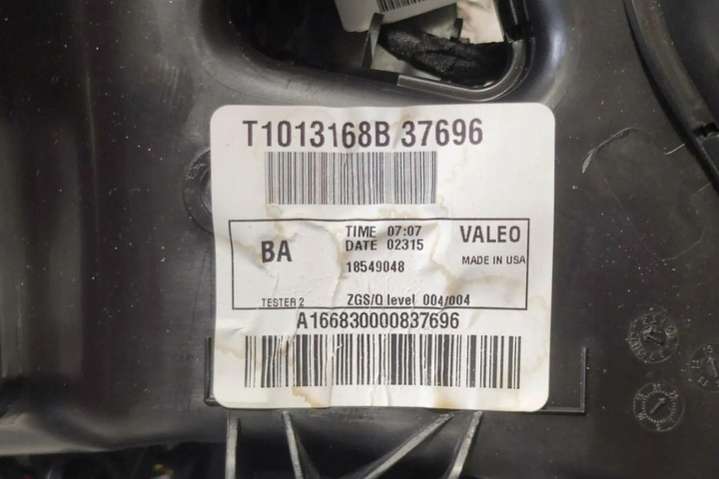 T1013168B 37696
BA
TIME 07:07
DATE 02315
18549048
VALEO
MADE IN USA
TESTER 2
ZGS/Q level 004/004
A166830000837696